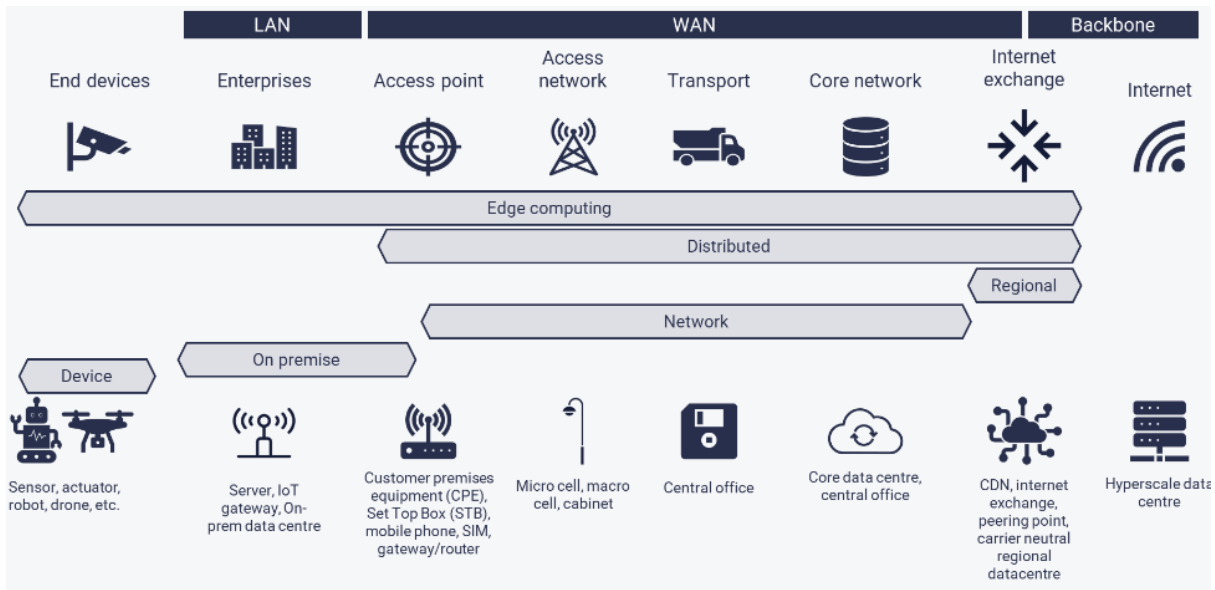 LAN
WAN
Backbone
End devices
Enterprises
Access point
Access
network
Transport
Core network
Internet
exchange
Internet
Edge computing
Distributed
Regional
Network
On premise
Device
Sensor, actuator,
robot, drone, etc.
Server, IoT
gateway, On-
prem data centre
Customer premises
equipment (CPE),
Set Top Box (STB),
mobile phone, SIM,
gateway/router
Micro cell, macro
cell, cabinet
Central office
Core data centre,
central office
CDN, internet
exchange,
peering point,
carrier neutral
regional
datacentre
Hyperscale data
centre